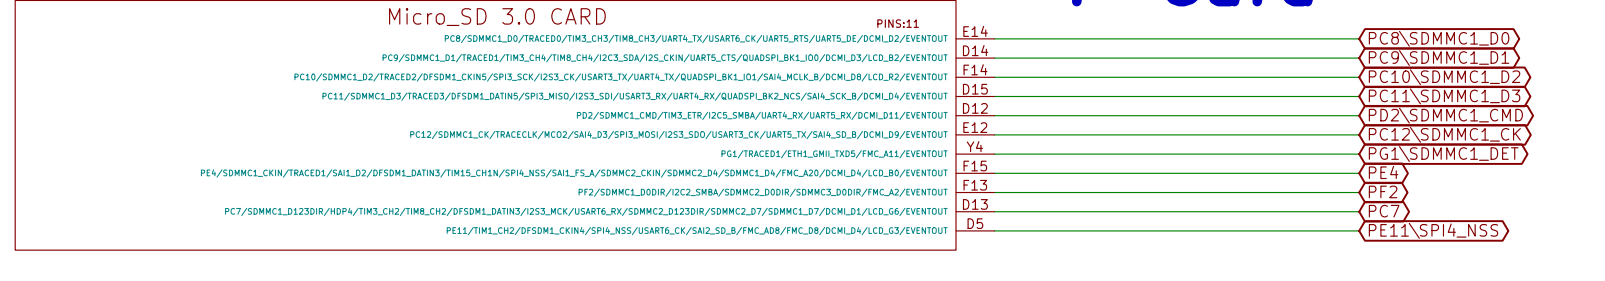 Micro_SD 3.0 CARD
PINS:11
PC8/SDMMC1_D0/TRACED0/TIM3_CH3/TIM8_CH3/UART4_TX/USART6_CK/UART5_RTS/UART5_DE/DCMI_D2/EVENTOUT E14 PC8\SDMMC1_D0
PC9/SDMMC1_D1/TRACED1/TIM3_CH4/TIM8_CH4/I2C3_SDA/I2S_CKIN/UART5_CTS/QUADSPI_BK1_IO0/DCMI_D3/LCD_B2/EVENTOUT D14 PC9\SDMMC1_D1
PC10/SDMMC1_D2/TRACED2/DFSDM1_CKIN5/SPI3_SCK/I2S3_CK/USART3_TX/UART4_TX/QUADSPI_BK1_IO1/SAI4_MCLK_B/DCMI_D8/LCD_R2/EVENTOUT F14 PC10\SDMMC1_D2
PC11/SDMMC1_D3/TRACED3/DFSDM1_DATIN5/SPI3_MISO/I2S3_SDI/USART3_RX/UART4_RX/QUADSPI_BK2_NCS/SAI4_SCK_B/DCMI_D4/EVENTOUT D15 PC11\SDMMC1_D3
PD2/SDMMC1_CMD/TIM3_ETR/I2C5_SMBA/UART4_RX/UART5_RX/DCMI_D11/EVENTOUT D12 PD2\SDMMC1_CMD
PC12/SDMMC1_CK/TRACECLK/MCO2/SAI4_D3/SPI3_MOSI/I2S3_SDO/USART3_CK/UART5_TX/SAI4_SD_B/DCMI_D9/EVENTOUT E12 PC12\SDMMC1_CK
PG1/TRACED1/ETH1_GMII_TXD5/FMC_A11/EVENTOUT Y4 PG1\SDMMC1_DET
PE4/SDMMC1_CKIN/TRACED1/SAI1_D2/DFSDM1_DATIN3/TIM15_CH1N/SPI4_NSS/SAI1_FS_A/SDMMC2_CKIN/SDMMC2_D4/SDMMC1_D4/FMC_A20/DCMI_D4/LCD_B0/EVENTOUT F15 PE4
PF2/SDMMC1_D0DIR/I2C2_SMBA/SDMMC2_D0DIR/SDMMC3_D0DIR/FMC_A2/EVENTOUT F13 PF2
PC7/SDMMC1_D123DIR/HDP4/TIM3_CH2/TIM8_CH2/DFSDM1_DATIN3/I2S3_MCK/USART6_RX/SDMMC2_D123DIR/SDMMC2_D7/SDMMC1_D7/DCMI_D1/LCD_G6/EVENTOUT D13 PC7
PE11/TIM1_CH2/DFSDM1_CKIN4/SPI4_NSS/USART6_CK/SAI2_SD_B/FMC_AD8/FMC_D8/DCMI_D4/LCD_G3/EVENTOUT D5 PE11\SPI4_NSS